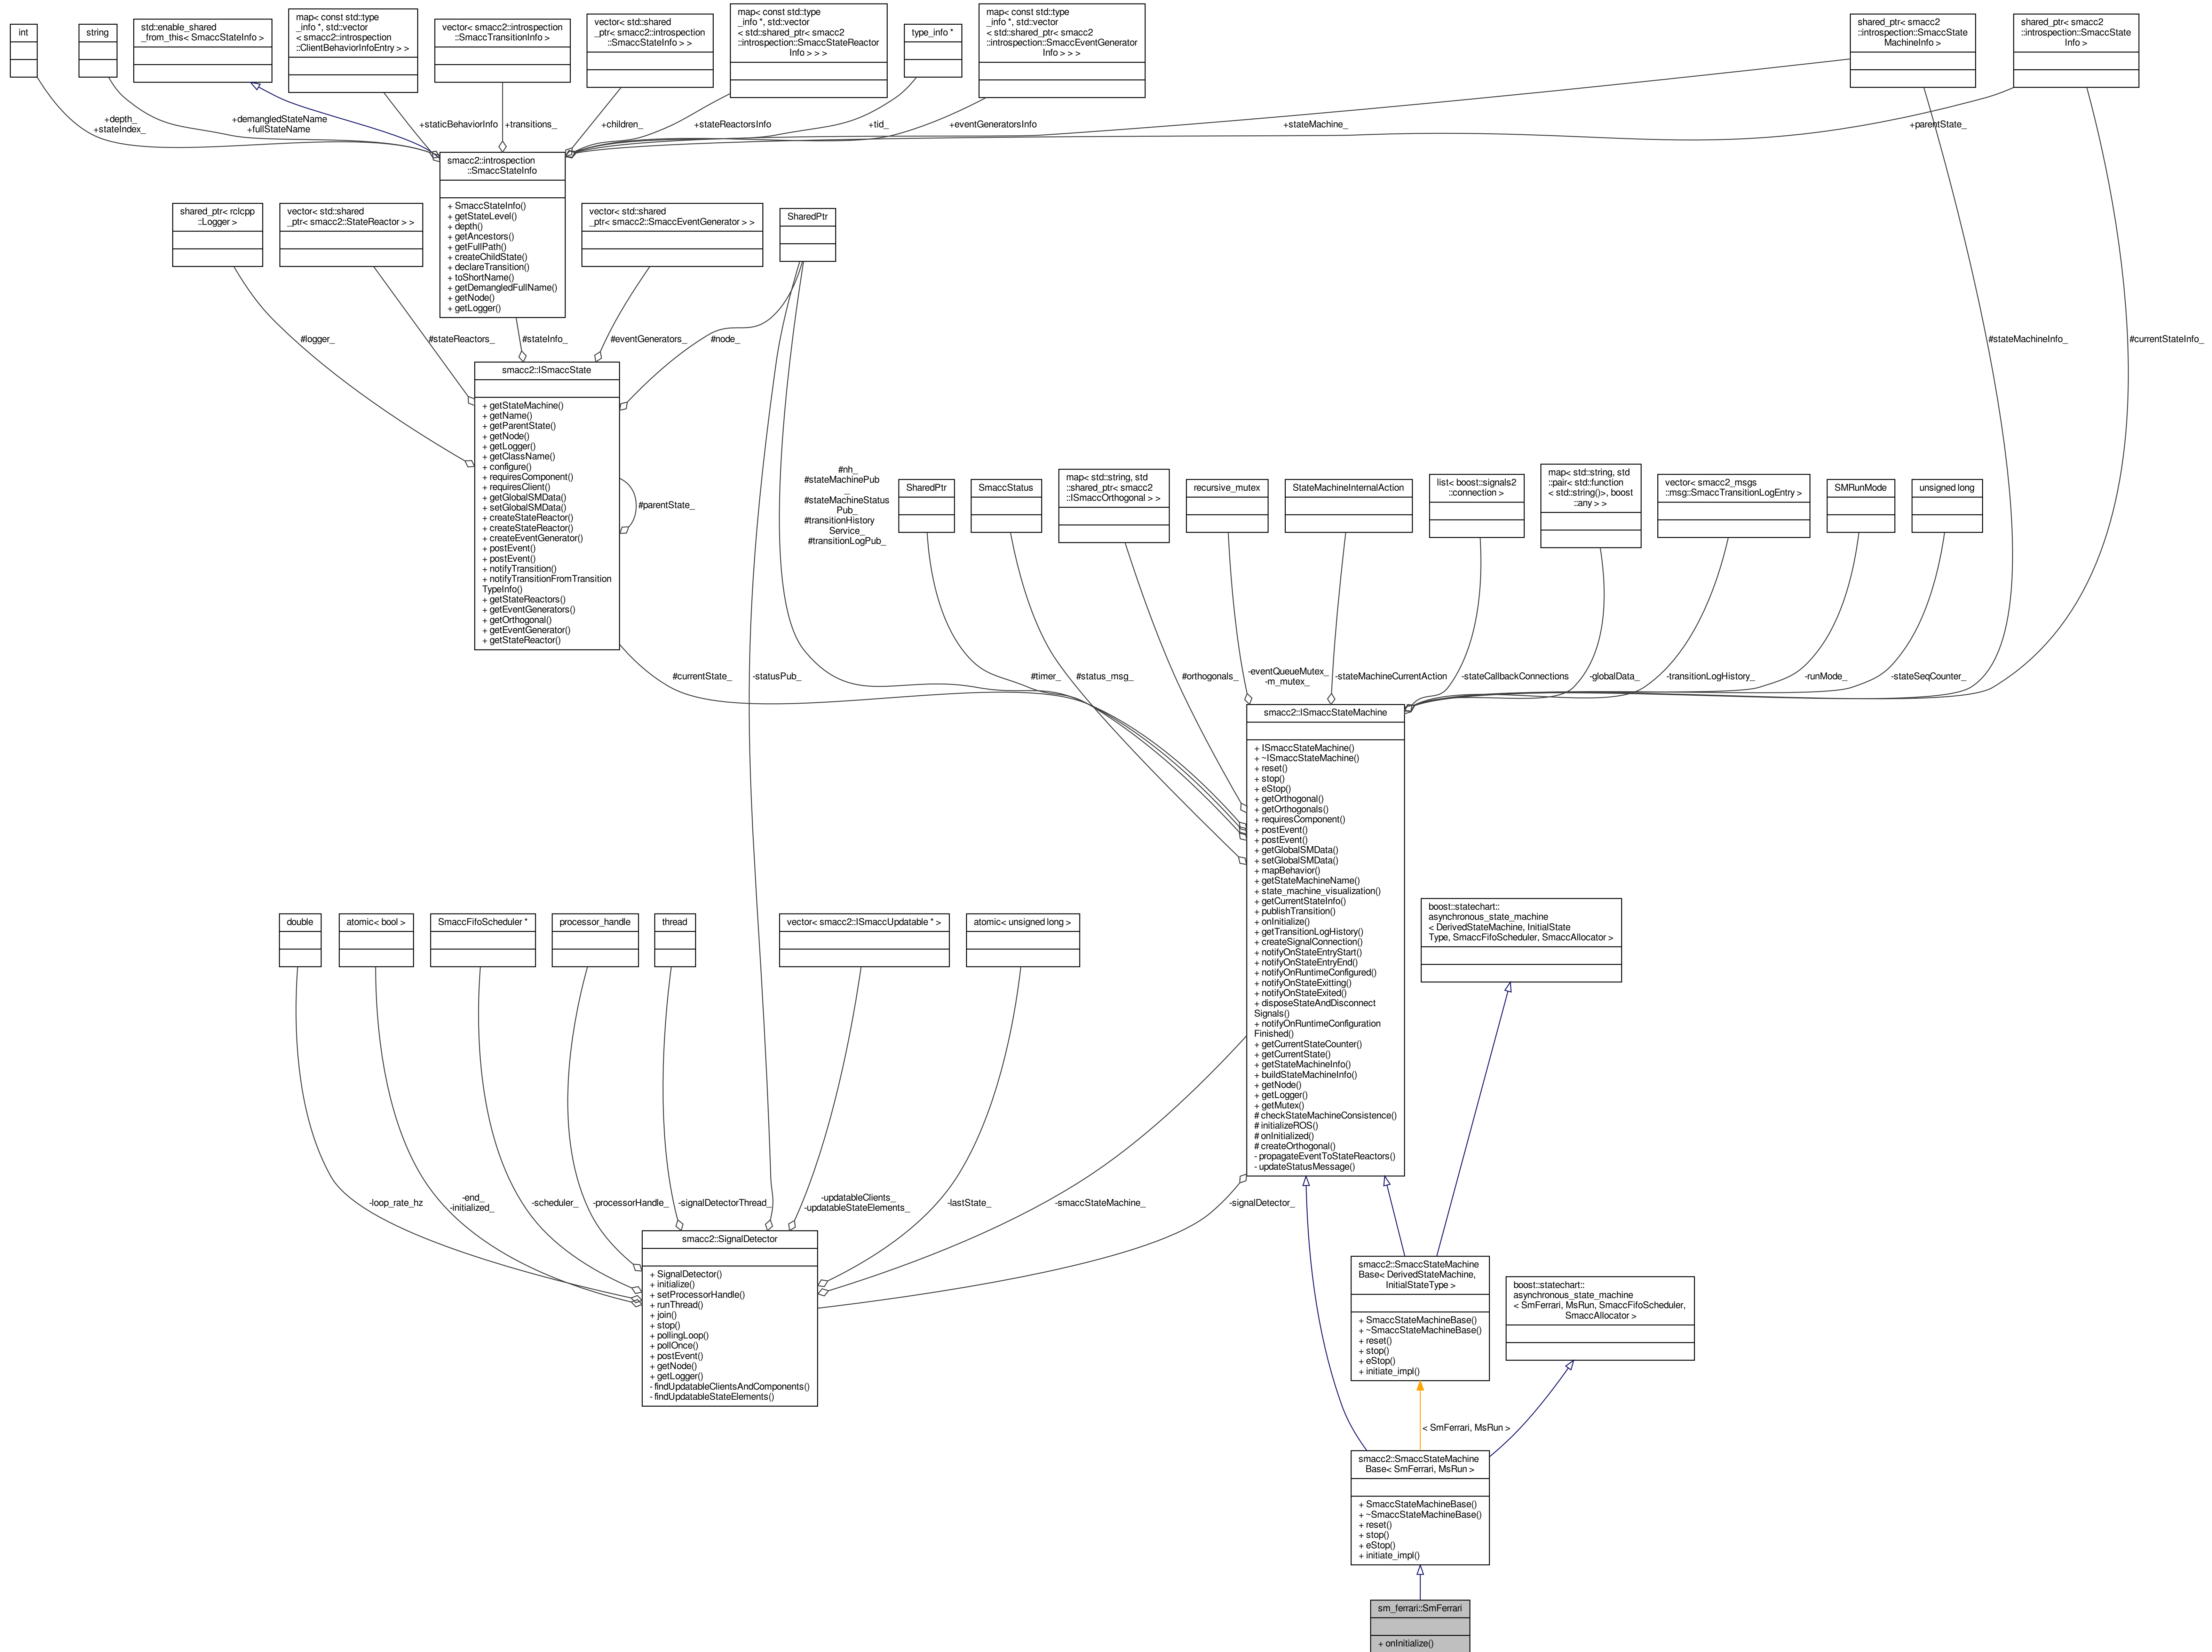 int
string
std::enable_shared
_from_this< SmaccStateInfo >
map< const std::type
_info *, std::vector
< smacc2::introspection
::ClientBehaviorInfoEntry > >
vector< smacc2::introspection
::SmaccTransitionInfo >
vector< std::shared
_ptr< smacc2::introspection
::SmaccStateInfo > >
map< const std::type
_info *, std::vector
< std::shared_ptr< smacc2
::introspection::SmaccStateReactor
Info > > >
type_info *
map< const std::type
_info *, std::vector
< std::shared_ptr< smacc2
::introspection::SmaccEventGenerator
Info > > >
shared_ptr< smacc2
::introspection::SmaccState
MachineInfo >
shared_ptr< smacc2
::introspection::SmaccState
Info >
+depth_
+stateIndex_
+demangledStateName
+fullStateName
+staticBehaviorInfo
+transitions_
+children_
+stateReactorsInfo
+tid_
+eventGeneratorsInfo
+stateMachine_
+parentState_
smacc2::introspection
::SmaccStateInfo
+ SmaccStateInfo()
+ getStateLevel()
+ depth()
+ getAncestors()
+ getFullPath()
+ createChildState()
+ declareTransition()
+ toShortName()
+ getDemangledFullName()
+ getNode()
+ getLogger()
shared_ptr< rclcpp
::Logger >
vector< std::shared
_ptr< smacc2::StateReactor > >
vector< std::shared
_ptr< smacc2::SmaccEventGenerator > >
SharedPtr
#logger_
#stateReactors_
#stateInfo_
#eventGenerators_
#node_
#stateMachineInfo_
#currentStateInfo_
smacc2::ISmaccState
+ getStateMachine()
+ getName()
+ getParentState()
+ getNode()
+ getLogger()
+ getClassName()
+ configure()
+ requiresComponent()
+ requiresClient()
+ getGlobalSMData()
+ setGlobalSMData()
+ createStateReactor()
+ createStateReactor()
+ createEventGenerator()
+ postEvent()
+ postEvent()
+ notifyTransition()
+ notifyTransitionFromTransition
TypeInfo()
+ getStateReactors()
+ getEventGenerators()
+ getOrthogonal()
+ getEventGenerator()
+ getStateReactor()
#parentState_
#nh_
#stateMachinePub
_
#stateMachineStatus
Pub_
#transitionHistory
Service_
#transitionLogPub_
SharedPtr
SmaccStatus
map< std::string, std
::shared_ptr< smacc2
::ISmaccOrthogonal > >
recursive_mutex
StateMachineInternalAction
list< boost::signals2
::connection >
map< std::string, std
::pair< std::function
< std::string()>, boost
::any > >
vector< smacc2_msgs
::msg::SmaccTransitionLogEntry >
SMRunMode
unsigned long
#currentState_
-statusPub_
#timer_
#status_msg_
#orthogonals_
-eventQueueMutex_
-m_mutex_
-stateMachineCurrentAction
-stateCallbackConnections
-globalData_
-transitionLogHistory_
-runMode_
-stateSeqCounter_
smacc2::ISmaccStateMachine
+ ISmaccStateMachine()
+ ~ISmaccStateMachine()
+ reset()
+ stop()
+ eStop()
+ getOrthogonal()
+ getOrthogonals()
+ requiresComponent()
+ postEvent()
+ postEvent()
+ getGlobalSMData()
+ setGlobalSMData()
+ mapBehavior()
+ getStateMachineName()
+ state_machine_visualization()
+ getCurrentStateInfo()
+ publishTransition()
+ onInitialize()
+ getTransitionLogHistory()
+ createSignalConnection()
+ notifyOnStateEntryStart()
+ notifyOnStateEntryEnd()
+ notifyOnRuntimeConfigured()
+ notifyOnStateExitting()
+ notifyOnStateExited()
+ disposeStateAndDisconnect
Signals()
+ notifyOnRuntimeConfiguration
Finished()
+ getCurrentStateCounter()
+ getCurrentState()
+ getStateMachineInfo()
+ buildStateMachineInfo()
+ getNode()
+ getLogger()
+ getMutex()
# checkStateMachineConsistence()
# initializeROS()
# onInitialized()
# createOrthogonal()
- propagateEventToStateReactors()
- updateStatusMessage()
boost::statechart::
asynchronous_state_machine
< DerivedStateMachine, InitialState
Type, SmaccFifoScheduler, SmaccAllocator >
double
atomic< bool >
SmaccFifoScheduler *
processor_handle
thread
vector< smacc2::ISmaccUpdatable * >
atomic< unsigned long >
-loop_rate_hz
-end_
-initialized_
-scheduler_
-processorHandle_
-signalDetectorThread_
-updatableClients_
-updatableStateElements_
-lastState_
-smaccStateMachine_
-signalDetector_
smacc2::SignalDetector
+ SignalDetector()
+ initialize()
+ setProcessorHandle()
+ runThread()
+ join()
+ stop()
+ pollingLoop()
+ pollOnce()
+ postEvent()
+ getNode()
+ getLogger()
- findUpdatableClientsAndComponents()
- findUpdatableStateElements()
smacc2::SmaccStateMachine
Base< DerivedStateMachine,
InitialStateType >
+ SmaccStateMachineBase()
+ ~SmaccStateMachineBase()
+ reset()
+ stop()
+ eStop()
+ initiate_impl()
boost::statechart::
asynchronous_state_machine
< SmFerrari, MsRun, SmaccFifoScheduler,
SmaccAllocator >
< SmFerrari, MsRun >
smacc2::SmaccStateMachine
Base< SmFerrari, MsRun >
+ SmaccStateMachineBase()
+ ~SmaccStateMachineBase()
+ reset()
+ stop()
+ eStop()
+ initiate_impl()
sm_ferrari::SmFerrari
+ onInitialize()